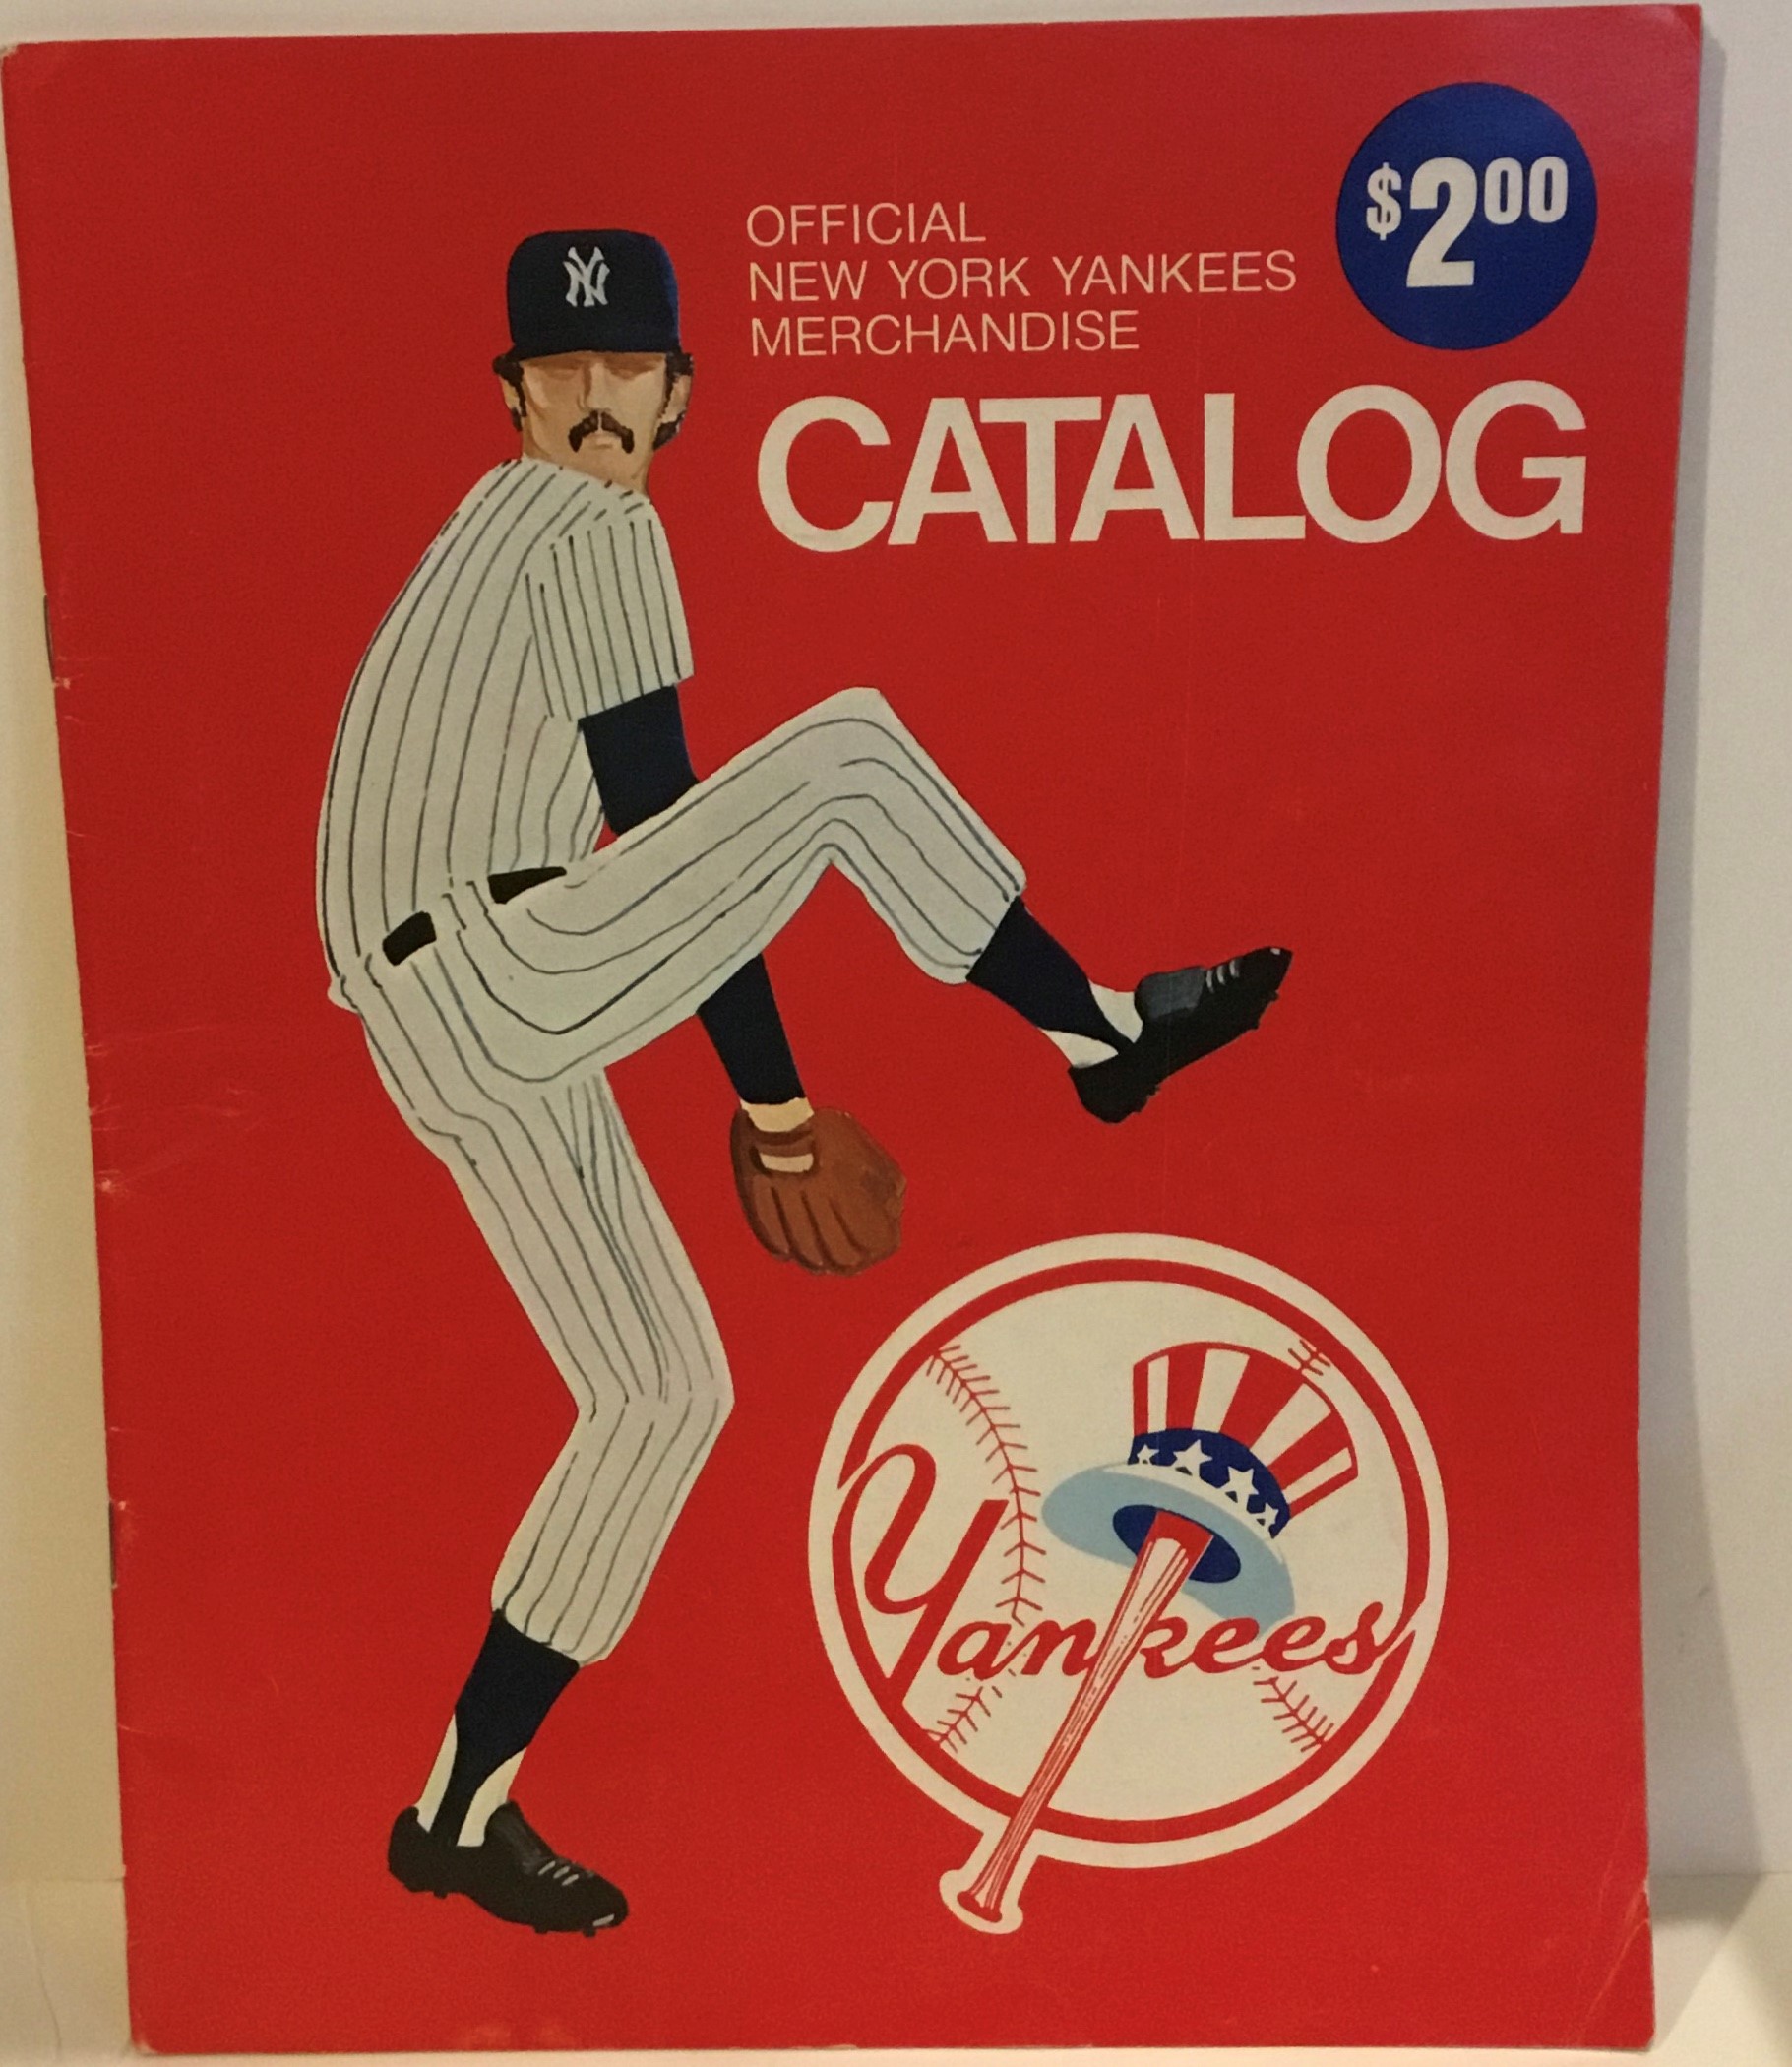 $2.00
OFFICIAL
NEW YORK YANKEES
MERCHANDISE
CATALOG
NY
Yankees